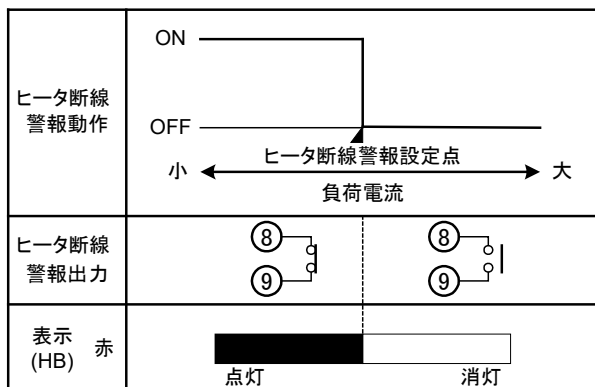 ヒータ断線
警報動作
ON
OFF
ヒータ断線警報設定点
小
大
負荷電流
ヒータ断線
警報出力
⑧
⑨
⑧
⑨
表示
(HB)
赤
点灯
消灯